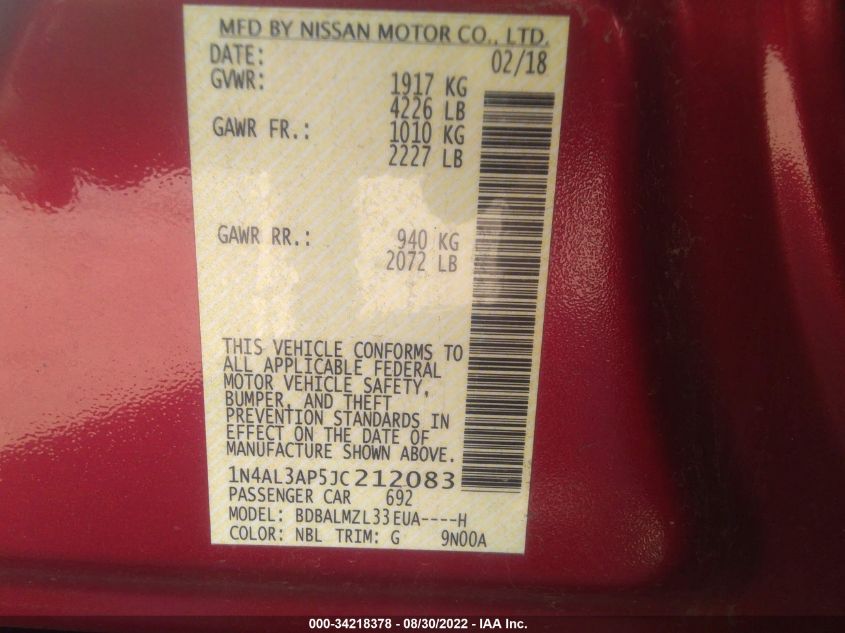 MFD BY NISSAN MOTOR CO., LTD.
DATE: 02/18
GVWR: 1917 KG
4226 LB
GAWR FR.: 1010 KG
2227 LB
GAWR RR.: 940 KG
2072 LB
THIS VEHICLE CONFORMS TO
ALL APPLICABLE FEDERAL
MOTOR VEHICLE SAFETY,
BUMPER, AND THEFT
PREVENTION STANDARDS IN
EFFECT ON THE DATE OF
MANUFACTURE SHOWN ABOVE.
1N4AL3AP5JC212083
PASSENGER CAR 692
MODEL: BDBALMZL33EUA----H
COLOR: NBL TRIM: G 9N00A
000-34218378 - 08/30/2022 - IAA Inc.